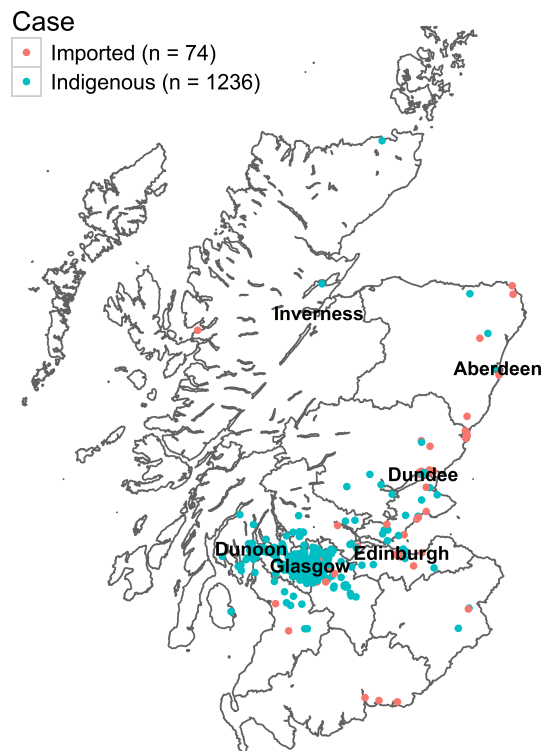 Case
Imported (n = 74)
Indigenous (n = 1236)
Inverness
Aberdeen
Dundee
Dunoon
Edinburgh
Glasgow